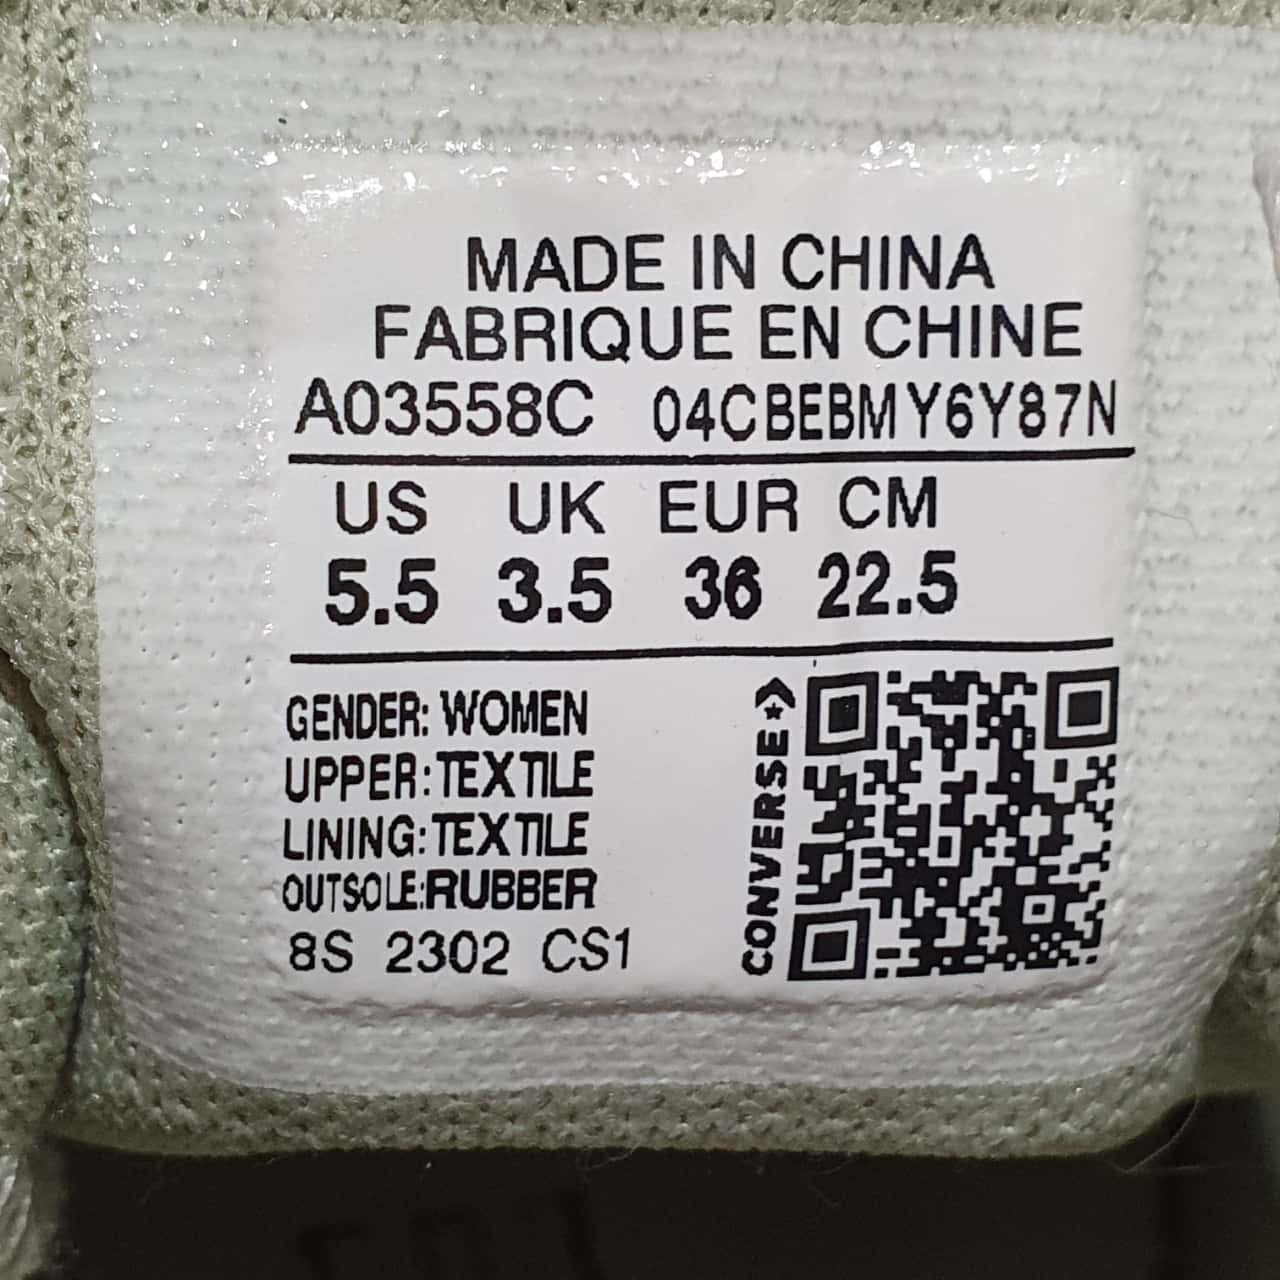 MADE IN CHINA
FABRIQUE EN CHINE
A03558C 04CBEBMY6Y87N
US UK EUR CM
5.5 3.5 36 22.5
GENDER: WOMEN
UPPER: TEXTILE
LINING: TEXTILE
OUTSOLE: RUBBER
8S 2302 CS1
CONVERSE